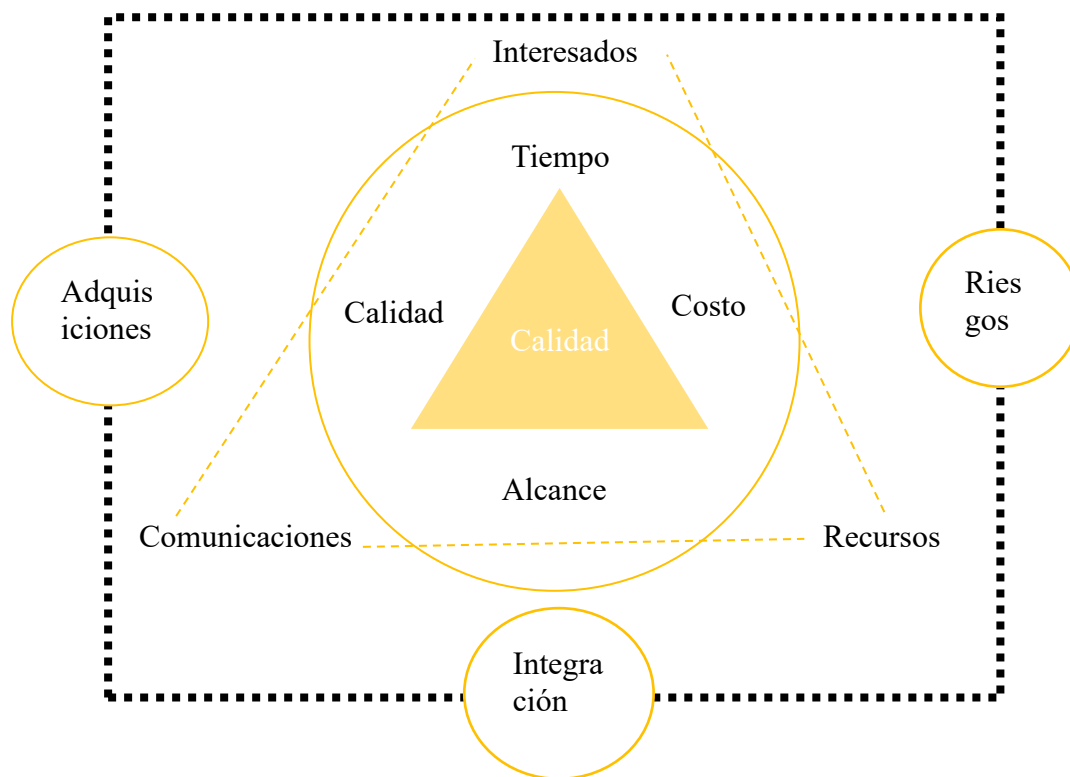 Interesados
Tiempo
Adquis
iciones
Calidad
Costo
Ries
gos
Calidad
Alcance
Comunicaciones
Recursos
Integra
ción